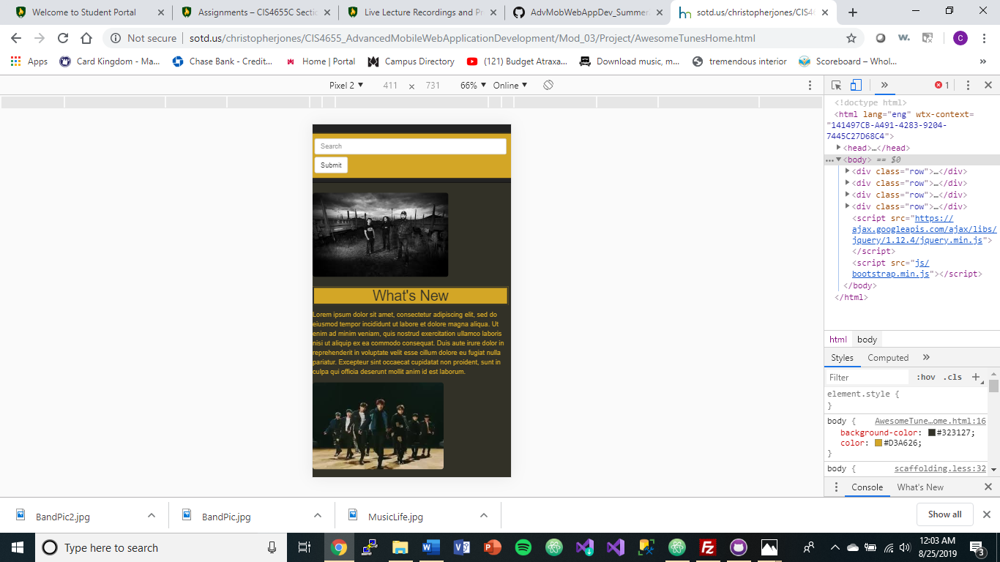 Welcome to Student Portal
Assignments – CIS4655C Secti
Live Lecture Recordings and Pr
AdvMobWebAppDev_Summer
sotd.us/christopherjones/CIS4
Not secure
sotd.us/christopherjones/CIS4655_AdvancedMobileWebApplicationDevelopment/Mod_03/Project/AwesomeTunesHome.html
w.
C
Apps
Card Kingdom - Ma...
Chase Bank - Credit...
Home | Portal
Campus Directory
(121) Budget Atraxa...
Download music, m...
tremendous interior
Scoreboard – Whol...
»
Pixel 2 ▼
411 × 731
66% ▼
Online ▼
» 1
Search
Submit
What's New
Lorem ipsum dolor sit amet, consectetur adipiscing elit, sed do
eiusmod tempor incididunt ut labore et dolore magna aliqua. Ut
enim ad minim veniam, quis nostrud exercitation ullamco laboris
nisi ut aliquip ex ea commodo consequat. Duis aute irure dolor in
reprehenderit in voluptate velit esse cillum dolore eu fugiat nulla
pariatur. Excepteur sint occaecat cupidatat non proident, sunt in
culpa qui officia deserunt mollit anim id est laborum.
<!doctype html>
<html lang="eng" wtx-context=
"141497CB-A491-4283-9204-
7445C27D68C4">
▶<head>…</head>
…▼<body> == $0
▶<div class="row">…</div>
▶<div class="row">…</div>
▶<div class="row">…</div>
▶<div class="row">…</div>
<script src="https://
ajax.googleapis.com/ajax/libs/
jquery/1.12.4/jquery.min.js">
</script>
<script src="js/
bootstrap.min.js"></script>
</body>
</html>
html body
Styles Computed »
Filter :hov .cls +
element.style {
}
body { AwesomeTune…ome.html:16
background-color: #323127;
color: #D3A626;
}
body { scaffolding.less:32
Console What's New
BandPic2.jpg
BandPic.jpg
MusicLife.jpg
Show all
Type here to search
12:03 AM
8/25/2019
3